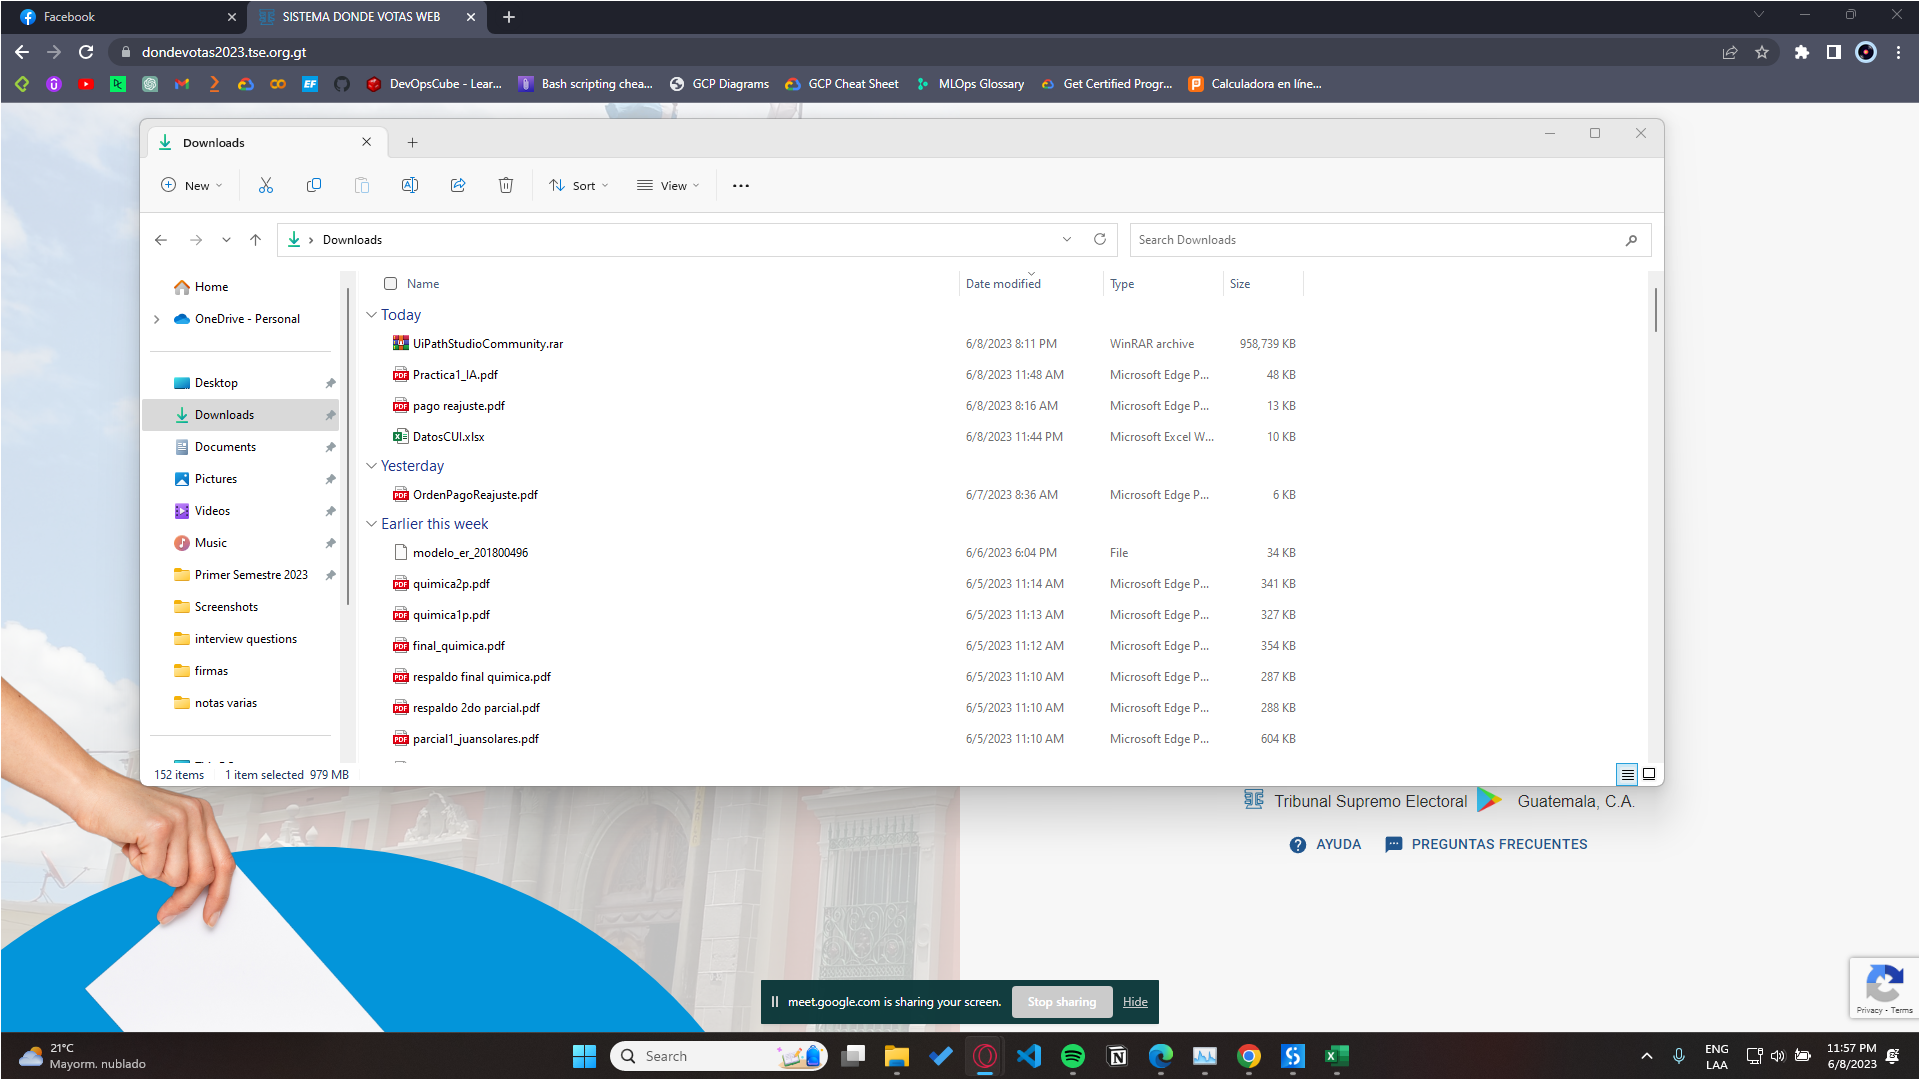 Facebook
SISTEMA DONDE VOTAS WEB
dondevotas2023.tse.org.gt
DevOpsCube - Lear...
Bash scripting chea...
GCP Diagrams
GCP Cheat Sheet
MLOps Glossary
Get Certified Progr...
Calculadora en líne...
Downloads
New
Sort
View
Downloads
Search Downloads
Home
OneDrive - Personal
Desktop
Downloads
Documents
Pictures
Videos
Music
Primer Semestre 2023
Screenshots
interview questions
firmas
notas varias
Name Date modified Type Size
Today
UiPathStudioCommunity.rar 6/8/2023 8:11 PM WinRAR archive 958,739 KB
Practica1_IA.pdf 6/8/2023 11:48 AM Microsoft Edge P... 48 KB
pago reajuste.pdf 6/8/2023 8:16 AM Microsoft Edge P... 13 KB
DatosCUI.xlsx 6/8/2023 11:44 PM Microsoft Excel W... 10 KB
Yesterday
OrdenPagoReajuste.pdf 6/7/2023 8:36 AM Microsoft Edge P... 6 KB
Earlier this week
modelo_er_201800496 6/6/2023 6:04 PM File 34 KB
quimica2p.pdf 6/5/2023 11:14 AM Microsoft Edge P... 341 KB
quimica1p.pdf 6/5/2023 11:13 AM Microsoft Edge P... 327 KB
final_quimica.pdf 6/5/2023 11:12 AM Microsoft Edge P... 354 KB
respaldo final quimica.pdf 6/5/2023 11:10 AM Microsoft Edge P... 287 KB
respaldo 2do parcial.pdf 6/5/2023 11:10 AM Microsoft Edge P... 288 KB
parcial1_juansolares.pdf 6/5/2023 11:10 AM Microsoft Edge P... 604 KB
152 items 1 item selected 979 MB
Tribunal Supremo Electoral Guatemala, C.A.
AYUDA PREGUNTAS FRECUENTES
meet.google.com is sharing your screen. Stop sharing Hide
Privacy - Terms
21°C
Mayorm. nublado
Search
ENG
LAA
11:57 PM
6/8/2023